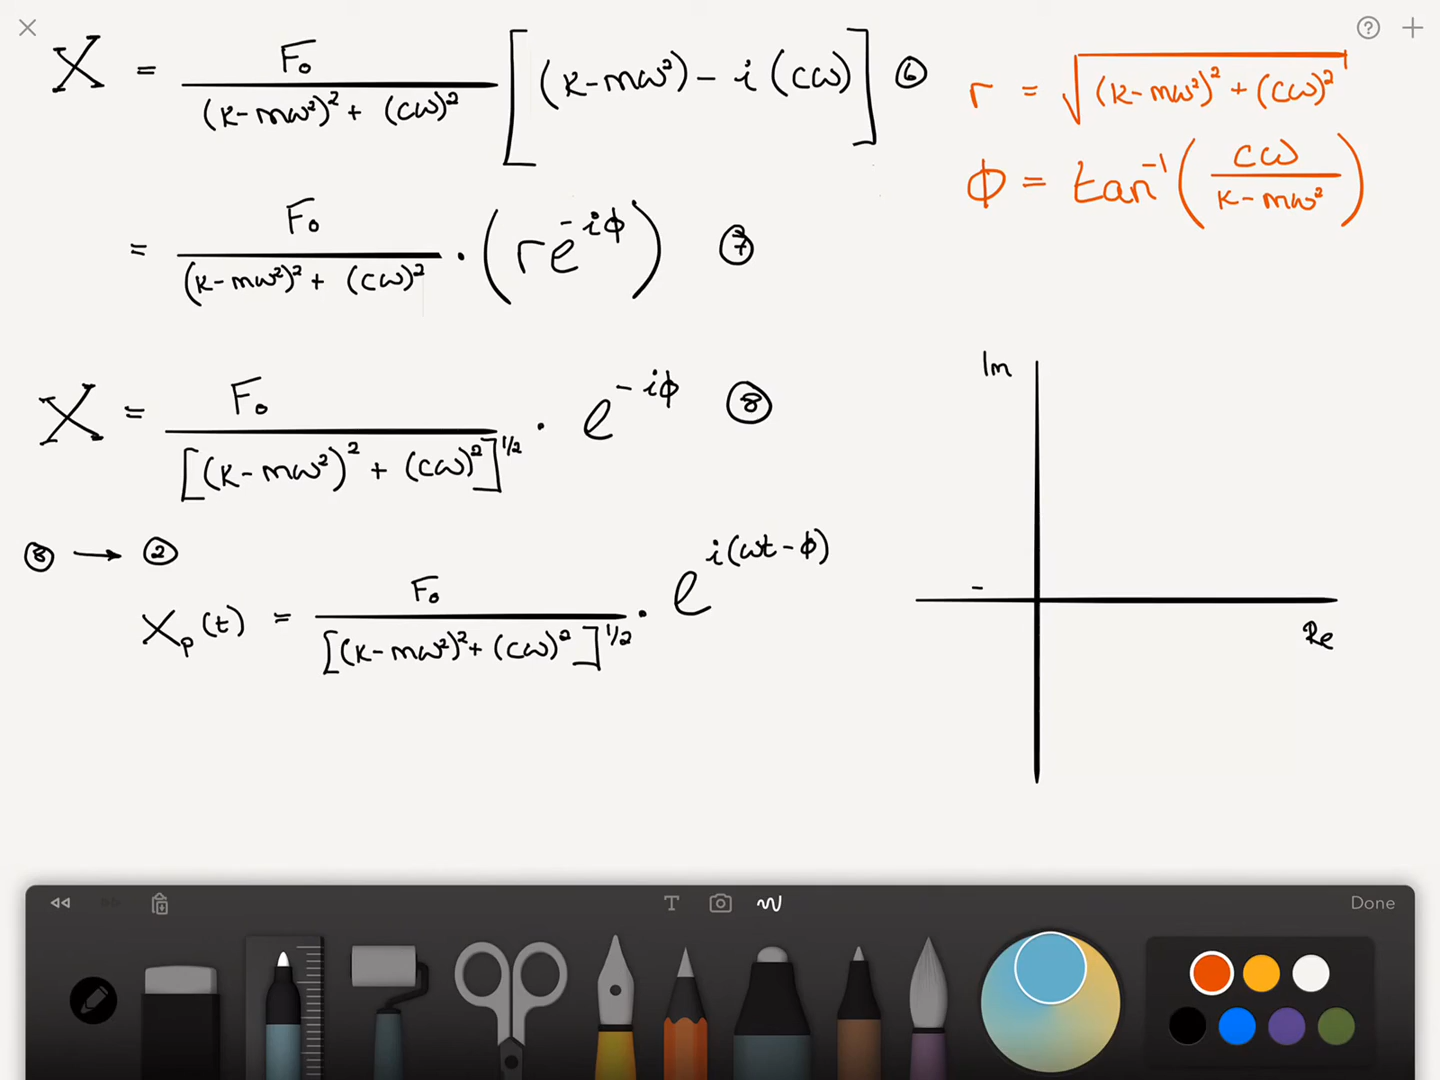 X = F₀ / ((k-mω²)² + (cω)²) [(k-mω²) - i(cω)] ⑥
= F₀ / ((k-mω²)² + (cω)²) · (re^(-iφ)) ⑦
X = F₀ / [(k-mω²)² + (cω)²]^(1/2) · e^(-iφ) ⑧
⑧ → ②
Xₚ(t) = F₀ / [(k-mω²)² + (cω)²]^(1/2) · e^(i(ωt-φ))
r = √((k-mω²)² + (cω)²)
φ = tan⁻¹(cω / (k-mω²))
Im
Re
T
Done